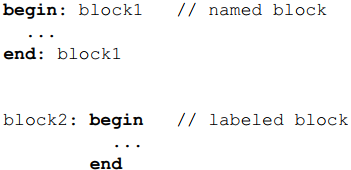 begin: block1 // named block
...
end: block1
block2: begin // labeled block
...
end